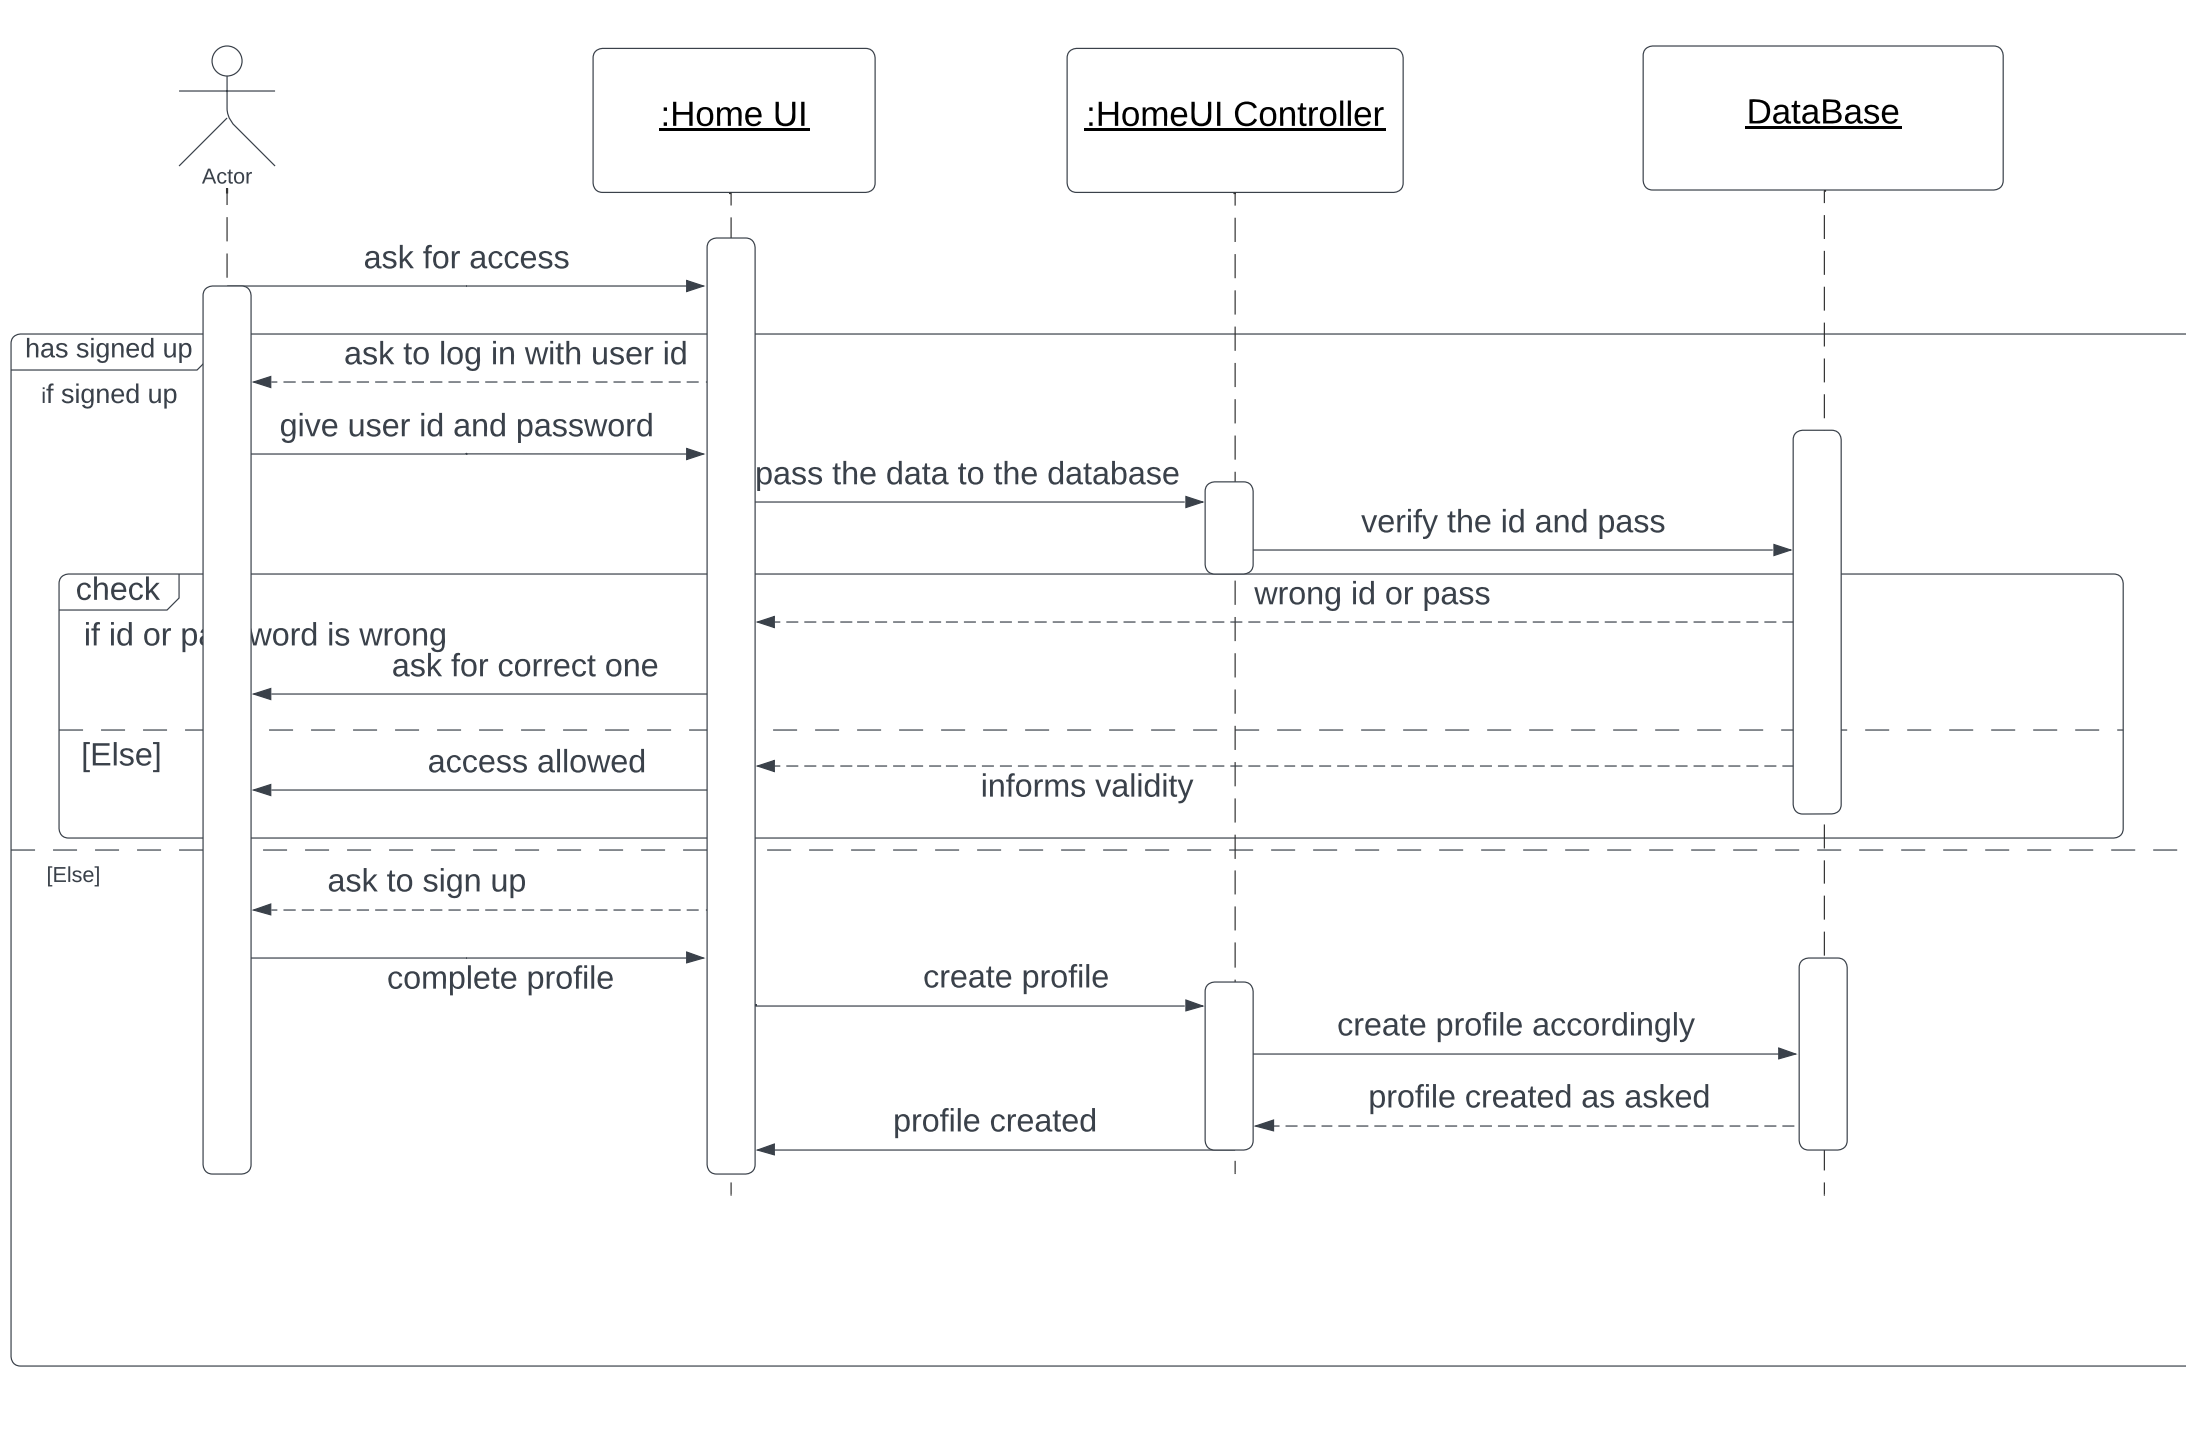 :Home UI
:HomeUI Controller
DataBase
Actor
ask for access
has signed up
ask to log in with user id
if signed up
give user id and password
pass the data to the database
verify the id and pass
check
wrong id or pass
if id or pa word is wrong
ask for correct one
[Else]
access allowed
informs validity
[Else]
ask to sign up
complete profile
create profile
create profile accordingly
profile created as asked
profile created